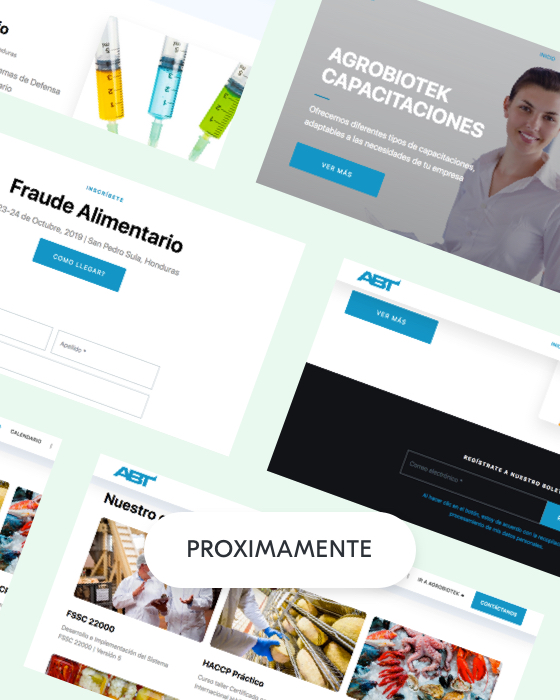 emas de Defensa
AGROBIOTEK
CAPACITACIONES
Ofrecemos diferentes tipos de capacitaciones,
adaptables a las necesidades de tu empresa
VER MÁS
INICIO
INSCRÍBETE
Fraude Alimentario
23-24 de Octubre, 2019 | San Pedro Sula, Honduras
COMO LLEGAR?
Apellido *
ABT
VER MÁS
REGÍSTRATE A NUESTRO BOLE
Correo electrónico *
Al hacer clic en el botón, estoy de acuerdo con la recopila
procesamiento de mis datos personales.
CALENDARIO
ABT
Nuestro
PROXIMAMENTE
IR A AGROBIOTEK
CONTÁCTANOS
FSSC 22000
Desarrollo e Implementación del Sistema
FSSC 22000 | Versión 5
HACCP Práctico
Curso taller Certificado
Internacional